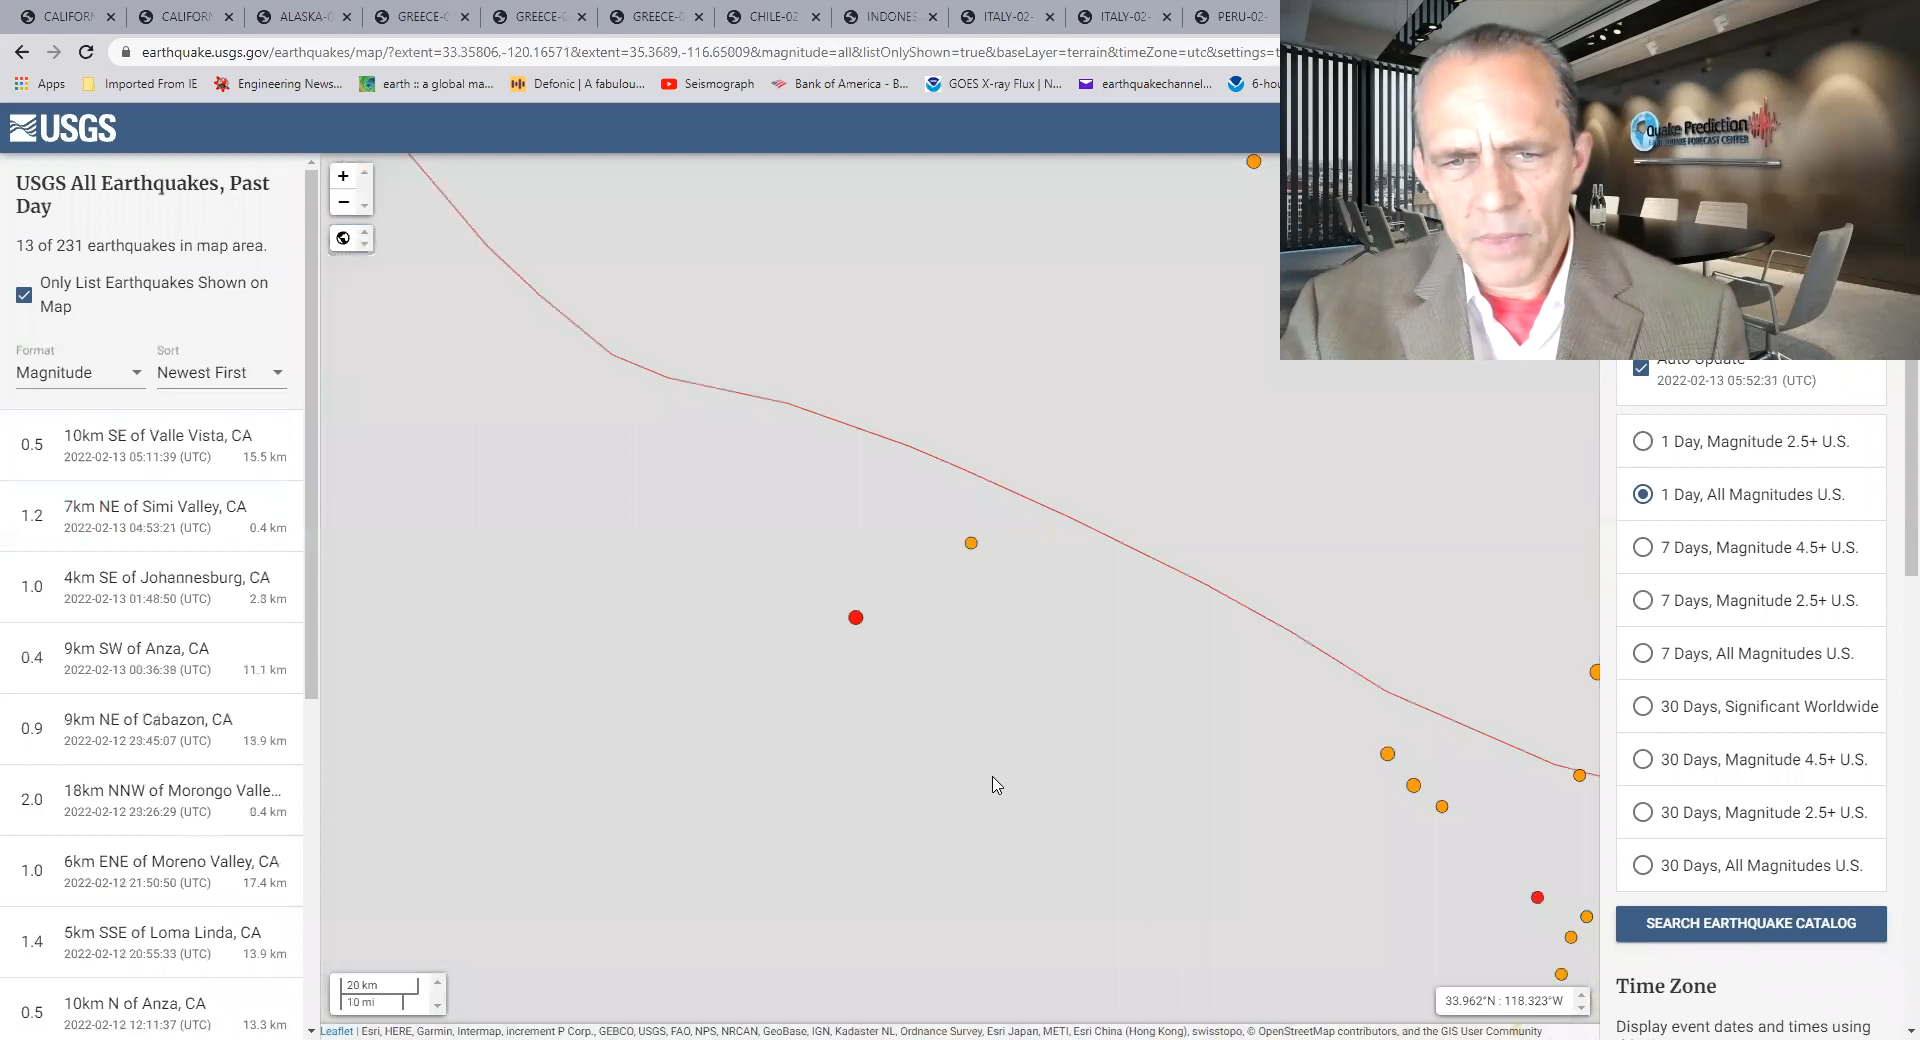 CALIFORN
CALIFORN
ALASKA-0
GREECE-0
GREECE-0
GREECE-0
CHILE-02
INDONES
ITALY-02-
ITALY-02-
PERU-02-
earthquake.usgs.gov/earthquakes/map/?extent=33.35806,-120.16571&extent=35.3689,-116.65009&magnitude=all&listOnlyShown=true&baseLayer=terrain&timeZone=utc&settings=t
Apps
Imported From IE
Engineering News...
earth :: a global ma...
Defonic | A fabulou...
Seismograph
Bank of America - B...
GOES X-ray Flux | N...
earthquakechannel...
6-hou
USGS
Quake Prediction
EARTHQUAKE FORECAST CENTER
USGS All Earthquakes, Past
Day
13 of 231 earthquakes in map area.
Only List Earthquakes Shown on
Map
Format
Magnitude
Sort
Newest First
0.5
10km SE of Valle Vista, CA
2022-02-13 05:11:39 (UTC) 15.5 km
1.2
7km NE of Simi Valley, CA
2022-02-13 04:53:21 (UTC) 0.4 km
1.0
4km SE of Johannesburg, CA
2022-02-13 01:48:50 (UTC) 2.3 km
0.4
9km SW of Anza, CA
2022-02-13 00:36:38 (UTC) 11.1 km
0.9
9km NE of Cabazon, CA
2022-02-12 23:45:07 (UTC) 13.9 km
2.0
18km NNW of Morongo Valle...
2022-02-12 23:26:29 (UTC) 0.4 km
1.0
6km ENE of Moreno Valley, CA
2022-02-12 21:50:50 (UTC) 17.4 km
1.4
5km SSE of Loma Linda, CA
2022-02-12 20:55:33 (UTC) 13.9 km
0.5
10km N of Anza, CA
2022-02-12 12:11:37 (UTC) 13.3 km
+
−
20 km
10 mi
33.962°N : 118.323°W
Leaflet | Esri, HERE, Garmin, Intermap, increment P Corp., GEBCO, USGS, FAO, NPS, NRCAN, GeoBase, IGN, Kadaster NL, Ordnance Survey, Esri Japan, METI, Esri China (Hong Kong), swisstopo, © OpenStreetMap contributors, and the GIS User Community
Auto Update
2022-02-13 05:52:31 (UTC)
1 Day, Magnitude 2.5+ U.S.
1 Day, All Magnitudes U.S.
7 Days, Magnitude 4.5+ U.S.
7 Days, Magnitude 2.5+ U.S.
7 Days, All Magnitudes U.S.
30 Days, Significant Worldwide
30 Days, Magnitude 4.5+ U.S.
30 Days, Magnitude 2.5+ U.S.
30 Days, All Magnitudes U.S.
SEARCH EARTHQUAKE CATALOG
Time Zone
Display event dates and times using